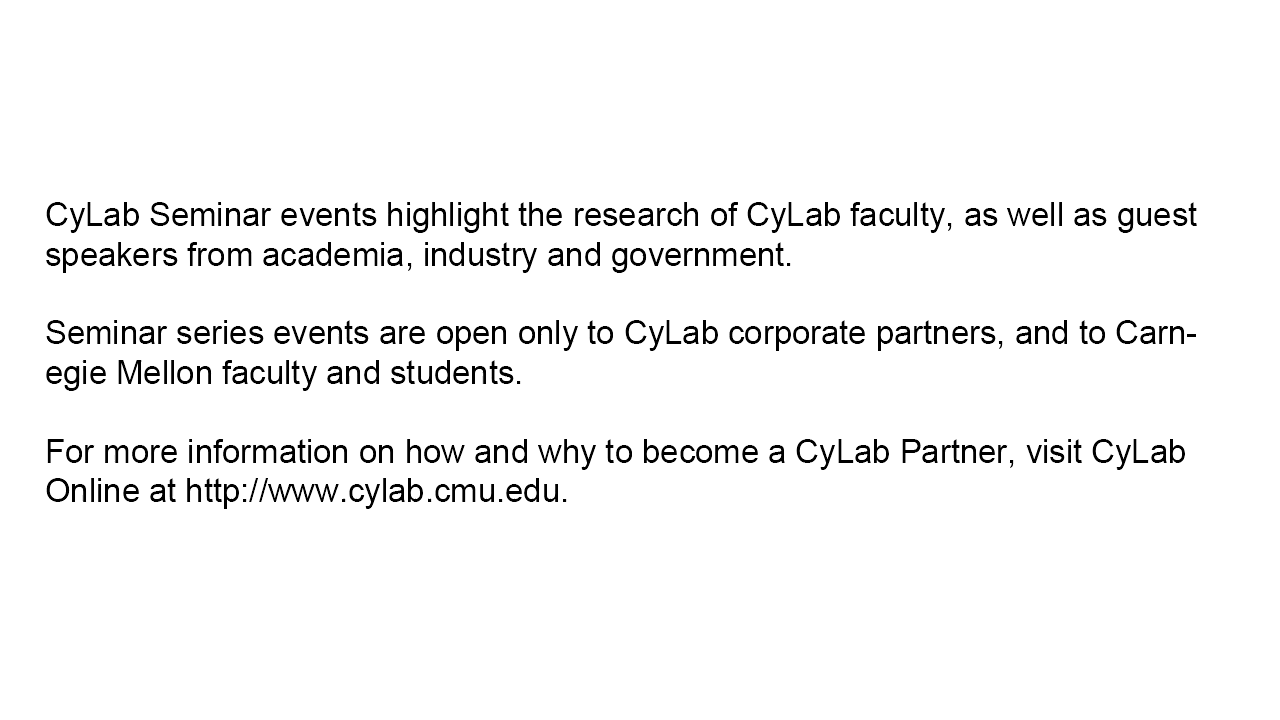 CyLab Seminar events highlight the research of CyLab faculty, as well as guest
speakers from academia, industry and government.
Seminar series events are open only to CyLab corporate partners, and to Carn-
egie Mellon faculty and students.
For more information on how and why to become a CyLab Partner, visit CyLab
Online at http://www.cylab.cmu.edu.